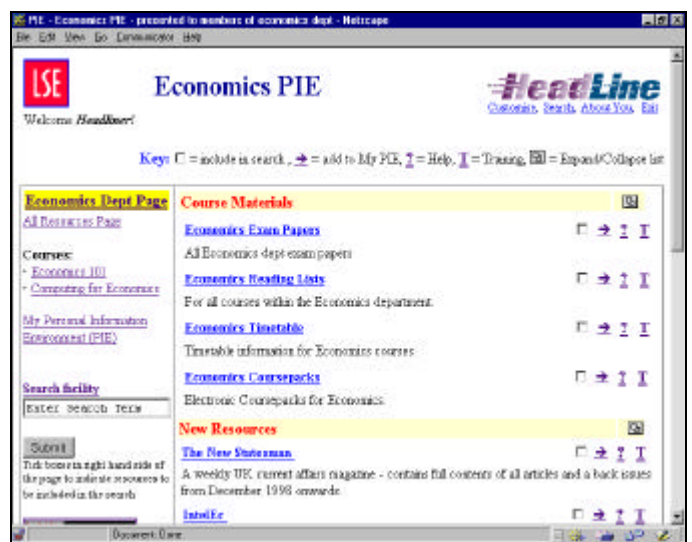 PIE - Economics PIE - presented to members of economics dept - Netscape
File Edit View Go Communicator Help
LSE
Economics PIE
HeadLine
Customise, Search, About You, Exit
Welcome Headliner!
Key: = include in search , = add to My PIE, ? = Help, T = Training, = Expand/Collapse list
Economics Dept Page
All Resources Page
Courses:
- Economics 101
- Computing for Economics
My Personal Information
Environment (PIE)
Search facility
Enter Search Term
Submit
Tick boxes in right hand side of
the page to indicate resources to
be included in the search
Course Materials
Economics Exam Papers
? T
All Economics dept exam papers
Economics Reading Lists
? T
For all courses within the Economics department.
Economics Timetable
? T
Timetable information for Economics courses
Economics Coursepacks
? T
Electronic Coursepacks for Economics.
New Resources
The New Statesman
? T
A weekly UK current affairs magazine - contains full contents of all articles and a back issues
from December 1998 onwards
IntelEc
? T
Document: Done